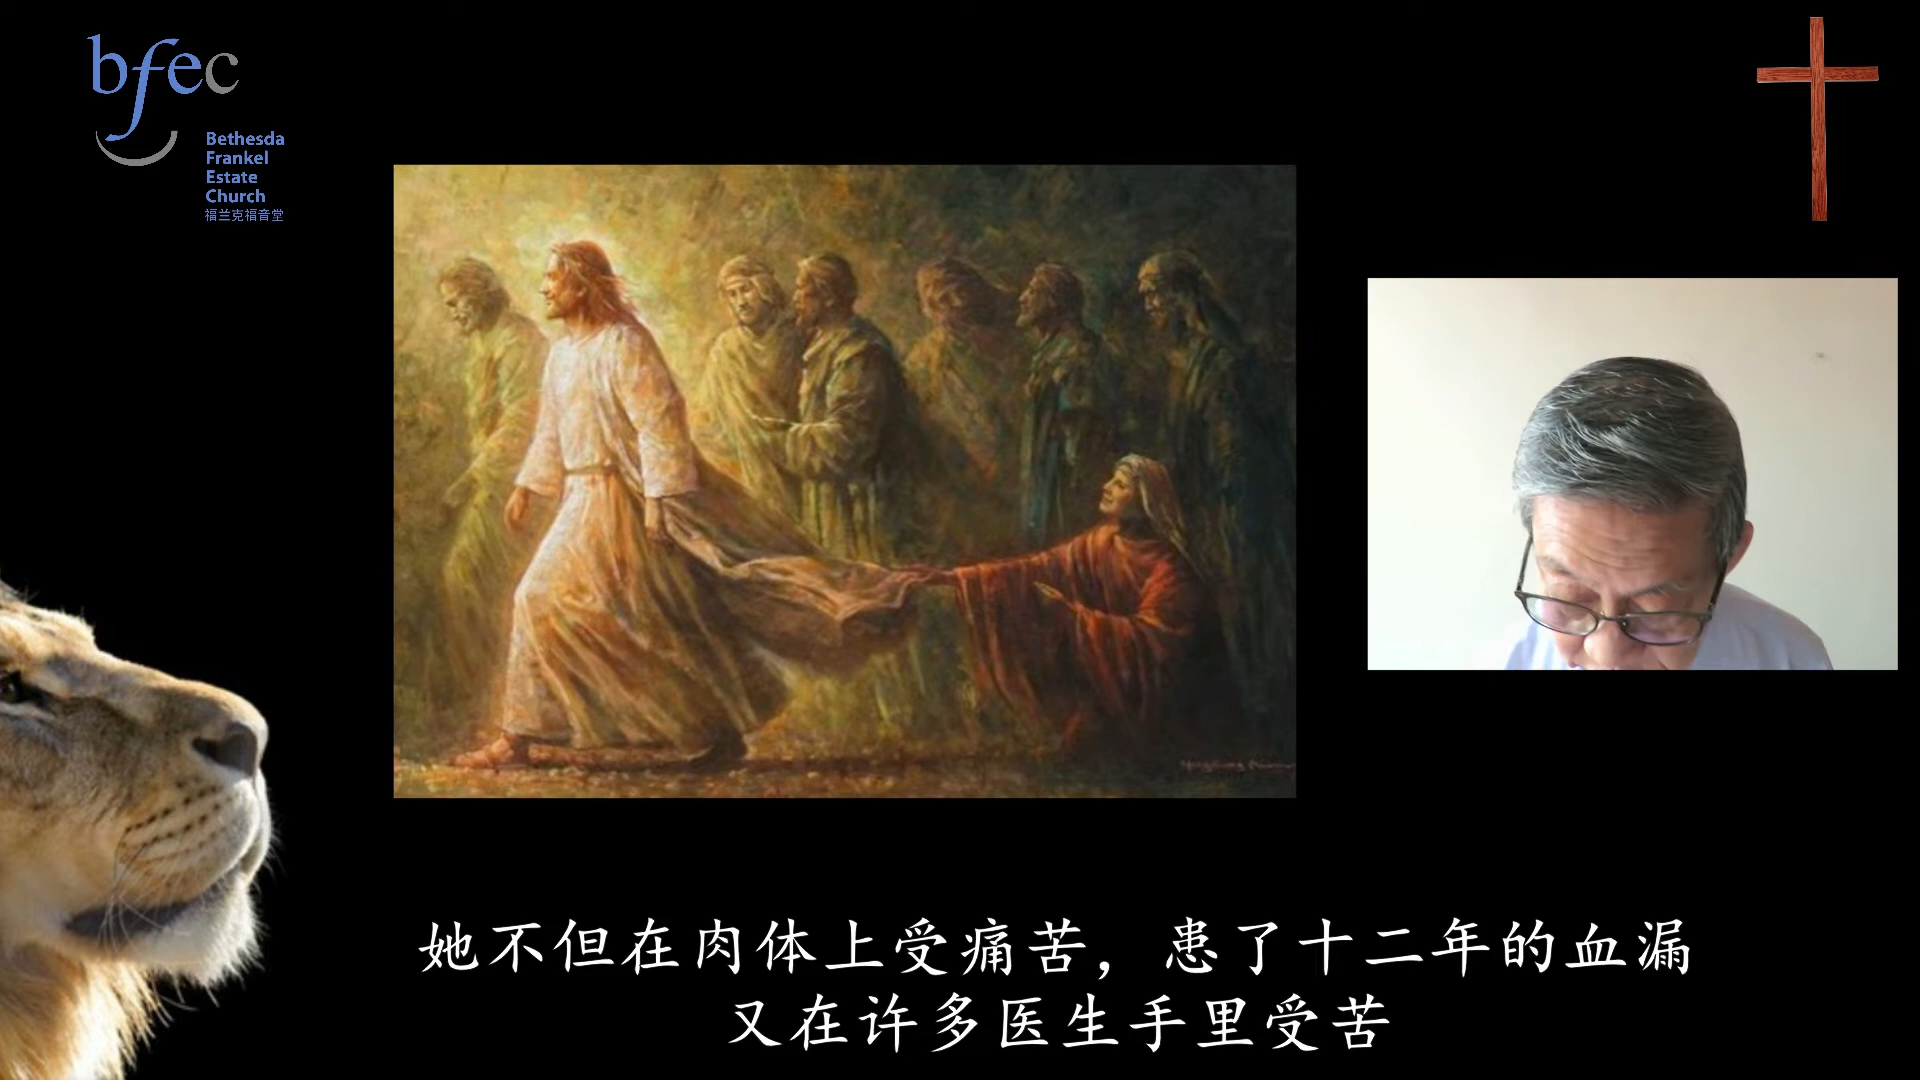 bfec
Bethesda
Frankel
Estate
Church
福兰克福音堂
她不但在肉体上受痛苦，患了十二年的血漏
又在许多医生手里受苦